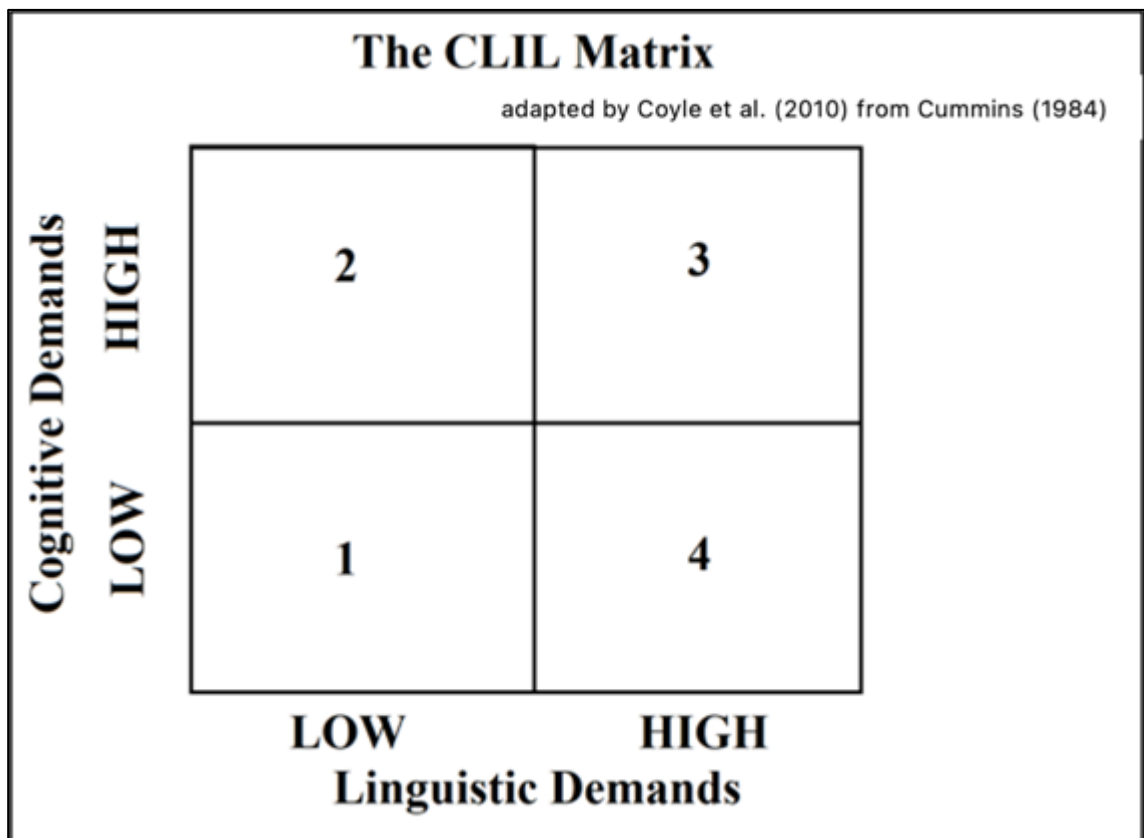 The CLIL Matrix
adapted by Coyle et al. (2010) from Cummins (1984)
Cognitive Demands
HIGH
LOW
2
3
1
4
LOW
HIGH
Linguistic Demands